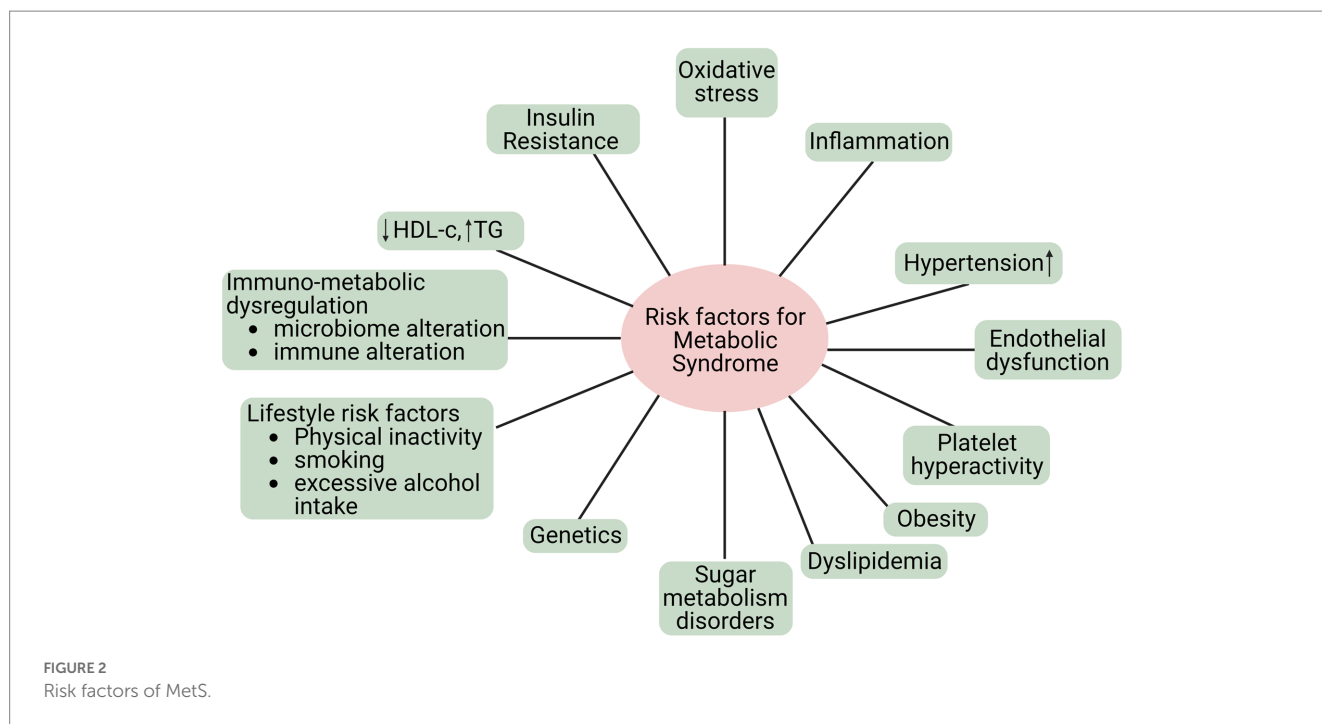 Oxidative
stress
Insulin
Resistance
Inflammation
↓HDL-c,↑TG
Hypertension↑
Immuno-metabolic
dysregulation
• microbiome alteration
• immune alteration
Risk factors for
Metabolic
Syndrome
Endothelial
dysfunction
Lifestyle risk factors
• Physical inactivity
• smoking
• excessive alcohol
intake
Platelet
hyperactivity
Obesity
Genetics
Dyslipidemia
Sugar
metabolism
disorders
FIGURE 2
Risk factors of MetS.